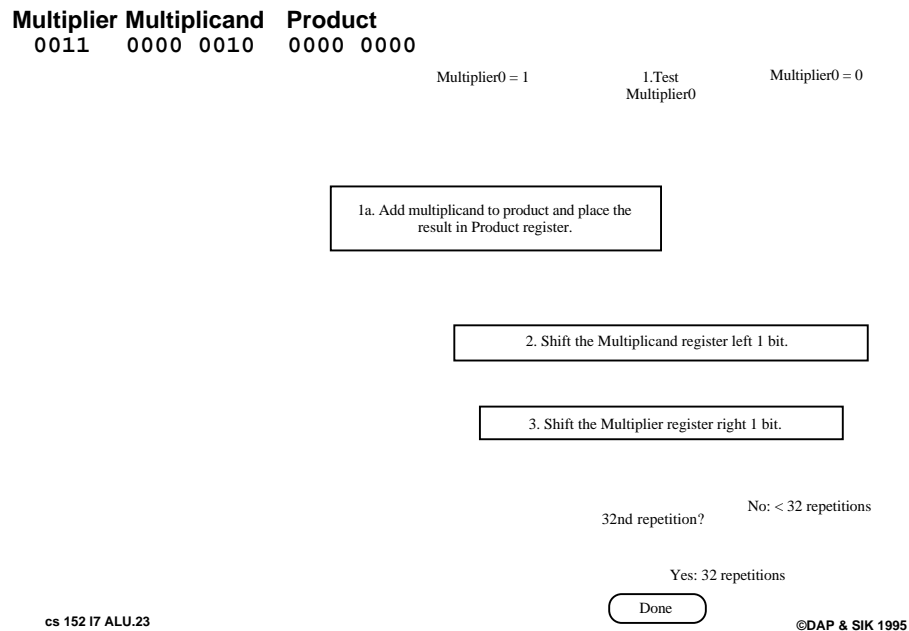 Multiplier Multiplicand Product
0011 0000 0010 0000 0000
Multiplier0 = 1
1.Test
Multiplier0
Multiplier0 = 0
1a. Add multiplicand to product and place the
result in Product register.
2. Shift the Multiplicand register left 1 bit.
3. Shift the Multiplier register right 1 bit.
32nd repetition?
No: < 32 repetitions
Yes: 32 repetitions
Done
cs 152 l7 ALU.23
©DAP & SIK 1995